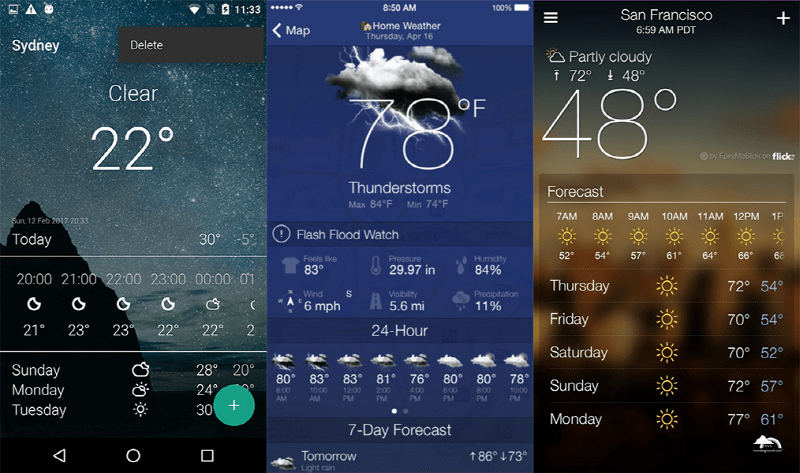 11:33
Sydney
Delete
Clear
22°
Sun, 12 Feb 2017 20:33
Today 30° -5°
20:00 21:00 22:00 23:00 00:00 01
21° 23° 23° 22° 22° 2
Sunday 28° 20°
Monday 24°
Tuesday 30
+
8:50 AM 100%
Map
Home Weather
Thursday, Apr 16
78°F
Thunderstorms
Max 84°F Min 74°F
Flash Flood Watch
Feels like 83°
Pressure 29.97 in
Humidity 84%
N
W E
S
Wind 6 mph S
Visibility 5.6 mi
Precipitation 11%
24-Hour
80° 83° 83° 81° 76° 80° 80° 78°
8:00 AM 10:00 AM 12:00 PM 2:00 PM 4:00 PM 6:00 PM 8:00 PM 10:00 PM
7-Day Forecast
Tomorrow ↑86° ↓73°
Light rain
San Francisco +
6:59 AM PDT
Partly cloudy
72° 48°
48°
© by FoxyMoSlick on flickr
Forecast
7AM 8AM 9AM 10AM 11AM 12PM 1P
52° 54° 57° 61° 64° 66° 68
Thursday 72° 54°
Friday 70° 54°
Saturday 70° 52°
Sunday 72° 57°
Monday 77° 61°